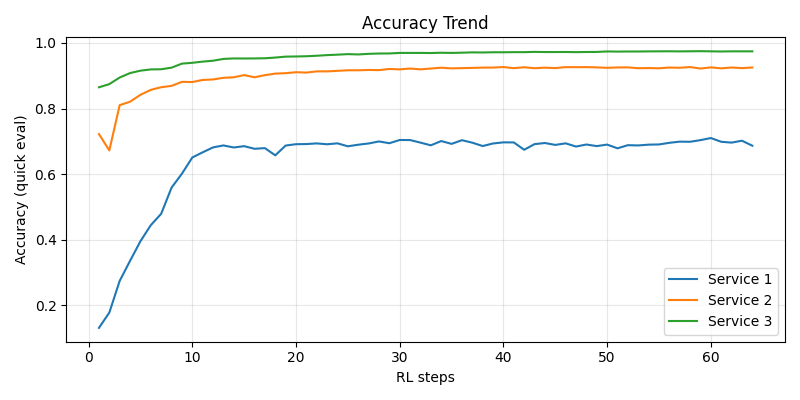 Accuracy Trend
1.0
0.8
0.6
0.4
0.2
Accuracy (quick eval)
Service 1
Service 2
Service 3
0 10 20 30 40 50 60
RL steps